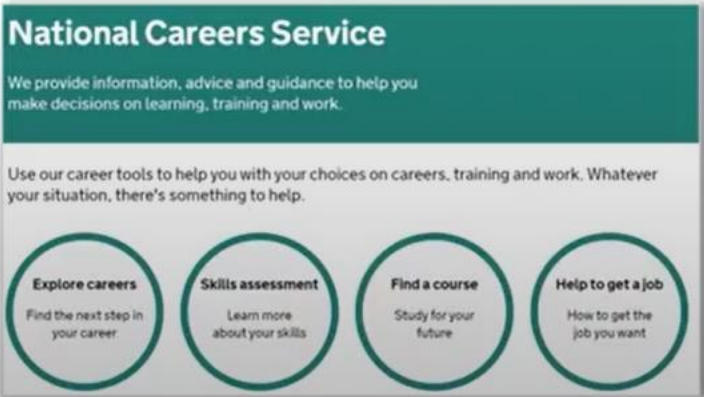 National Careers Service
We provide information, advice and guidance to help you
make decisions on learning, training and work.
Use our career tools to help you with your choices on careers, training and work. Whatever
your situation, there's something to help.
Explore careers
Find the next step in
your career
Skills assessment
Learn more
about your skills
Find a course
Study for your
future
Help to get a job
How to get the
job you want